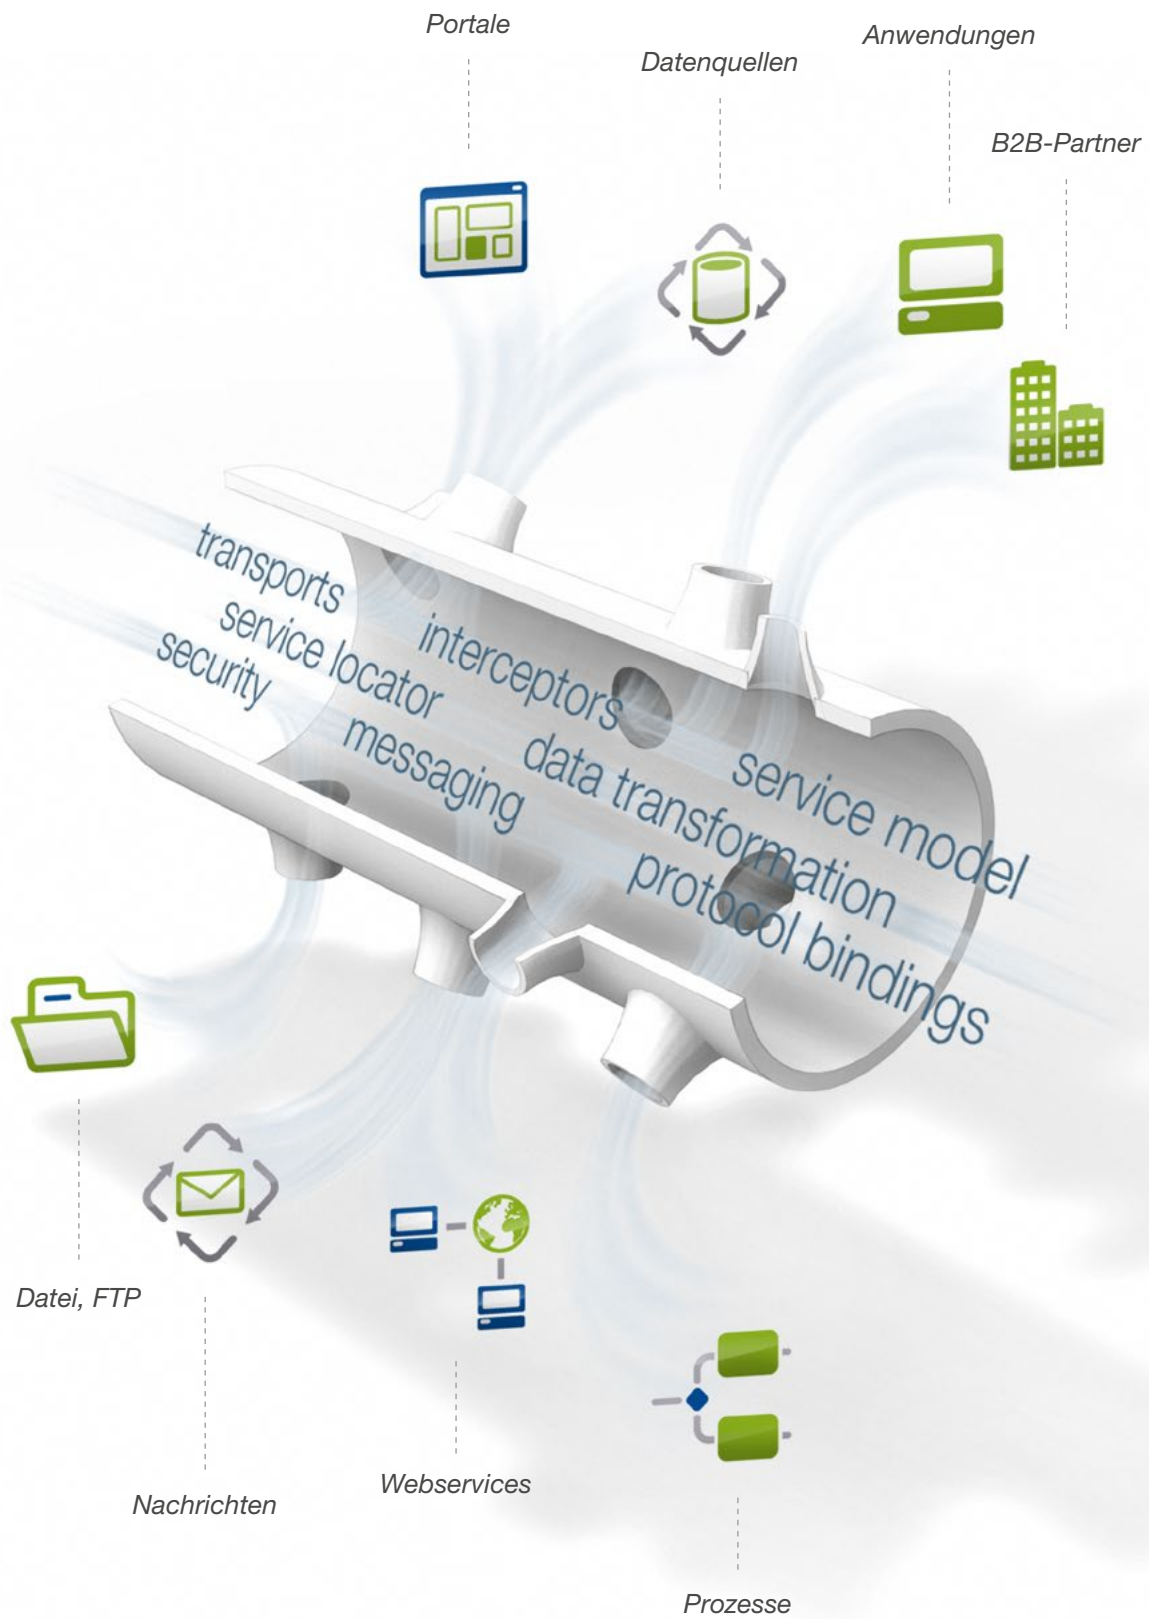 Portale
Anwendungen
Datenquellen
B2B-Partner
transports
service locator
security
interceptors
messaging
data transformation
service model
protocol bindings
Datei, FTP
Nachrichten
Webservices
Prozesse